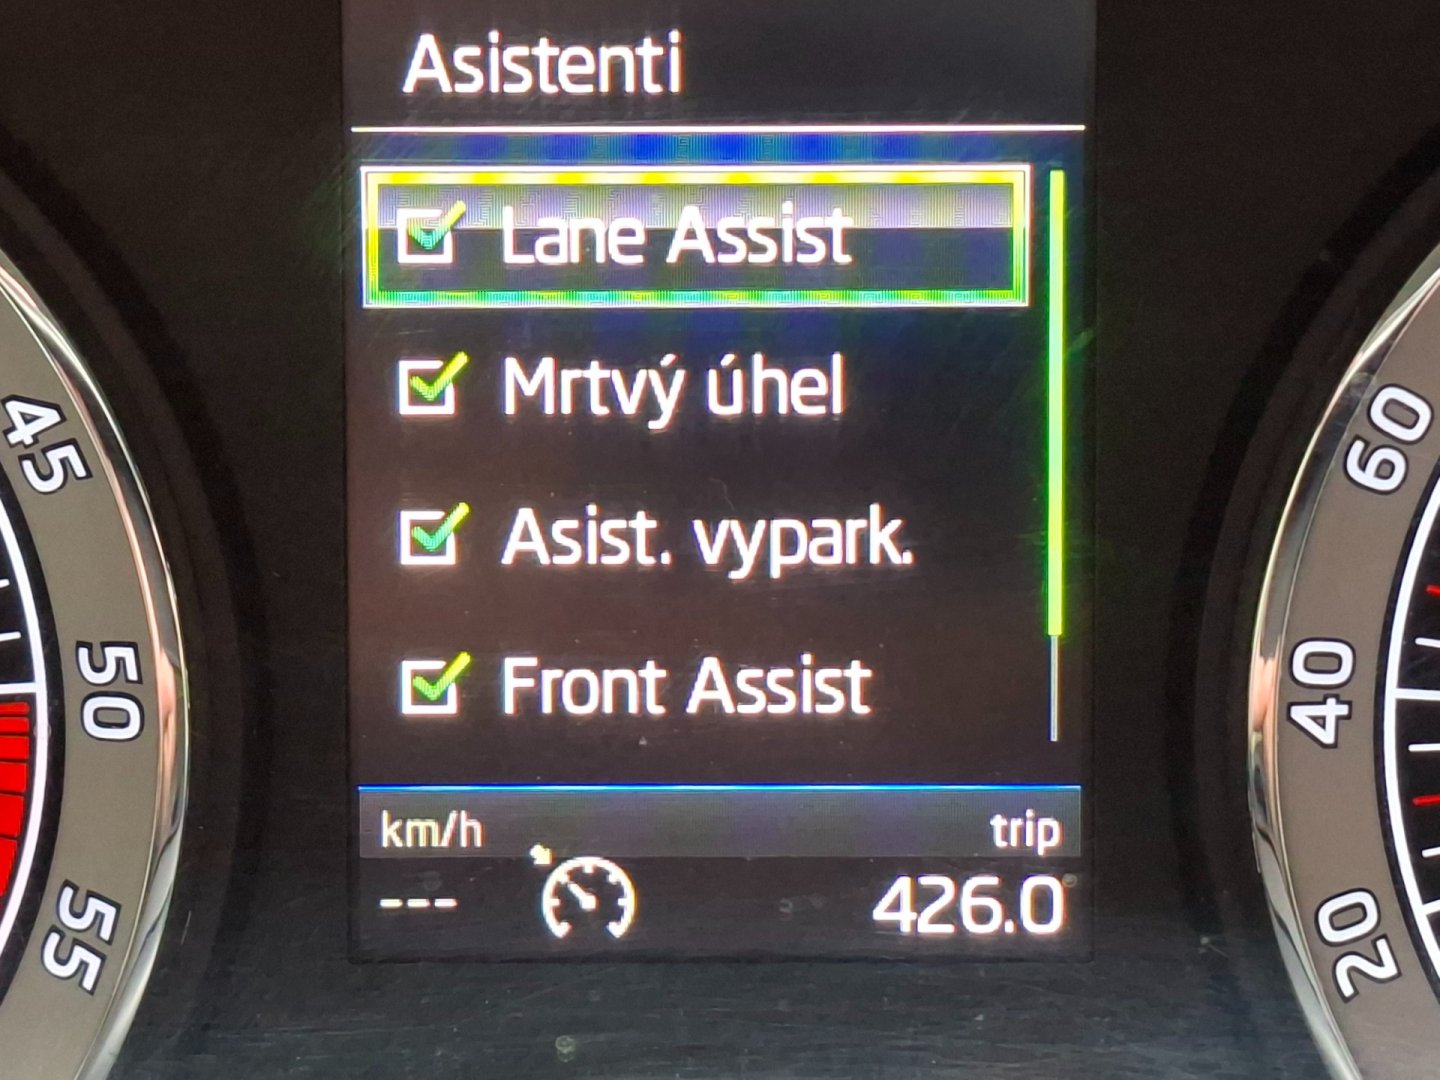 Asistenti
Lane Assist
Mrtvý úhel
Asist. vypark.
Front Assist
km/h trip
--- 426.0
45
50
55
60
40
20